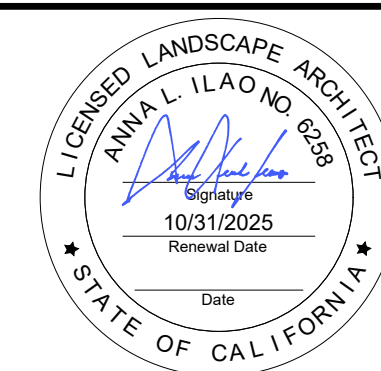 LICENSED LANDSCAPE ARCHITECT
ANNA L. ILAO NO. 6258
Signature
10/31/2025
Renewal Date
Date
STATE OF CALIFORNIA